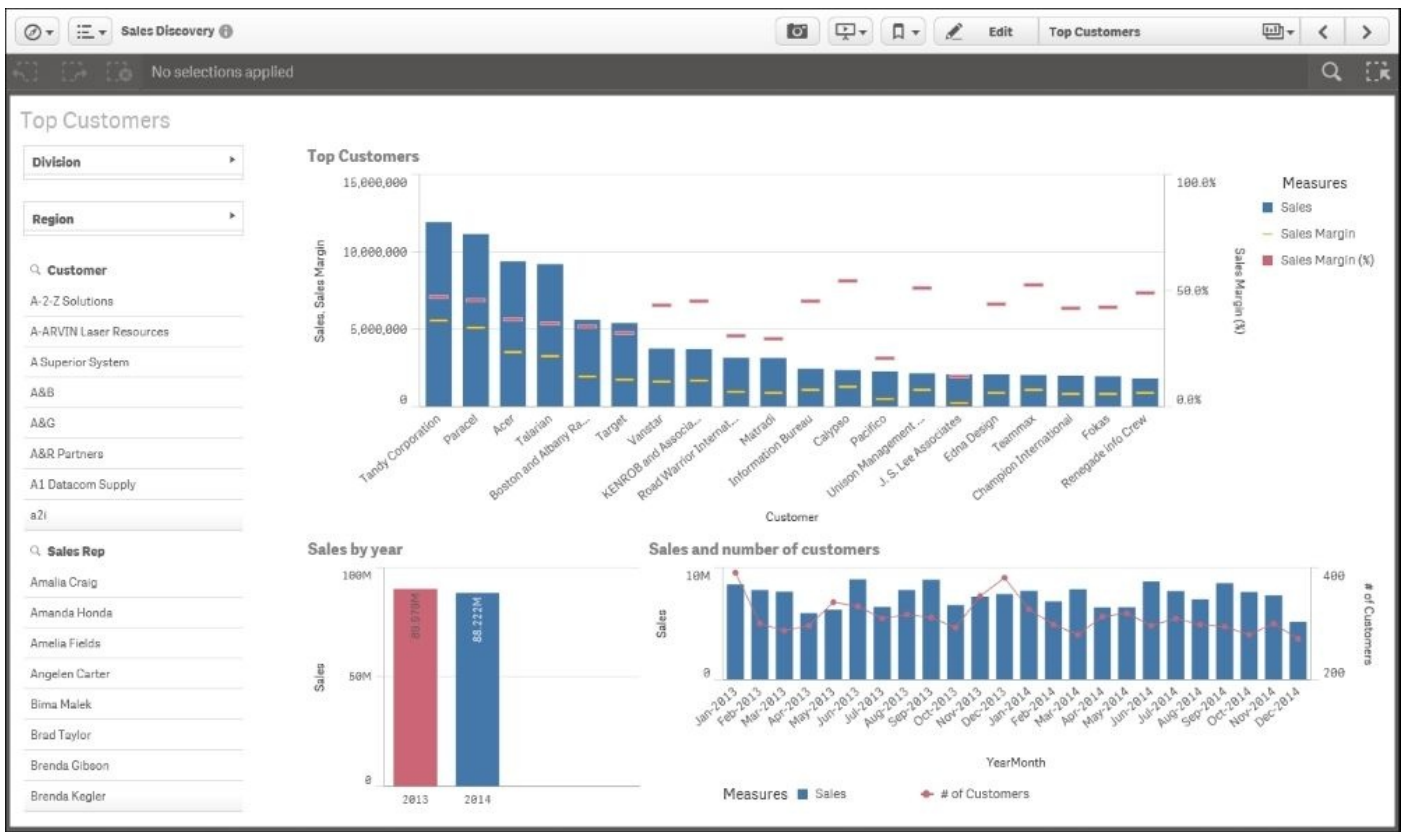 Sales Discovery
Edit
Top Customers
No selections applied
Top Customers
Division
Region
Customer
A-2-Z Solutions
A-ARVIN Laser Resources
A Superior System
A&B
A&G
A&R Partners
A1 Datacom Supply
a2i
Sales Rep
Amalia Craig
Amanda Honda
Amelia Fields
Angelen Carter
Bima Malek
Brad Taylor
Brenda Gibson
Brenda Kegler
Top Customers
15,000,000
10,000,000
5,000,000
0
Sales, Sales Margin
100.0%
50.0%
0.0%
Sales Margin (%)
Measures
Sales
Sales Margin
Sales Margin (%)
Tandy Corporation
Paracel
Acer
Talarian
Boston and Albany Ra...
Target
Vanstar
KENROB and Associa...
Road Warrior Internat...
Matradi
Information Bureau
Calypso
Pacifico
Unison Management ...
J. S. Lee Associates
Edna Design
Teammax
Champion International
Fokas
Renegade Info Crew
Customer
Sales by year
100M
50M
0
Sales
88.222M
2013
2014
Sales and number of customers
10M
0
Sales
400
200
# of Customers
Jan-2013
Feb-2013
Mar-2013
Apr-2013
May-2013
Jun-2013
Jul-2013
Aug-2013
Sep-2013
Oct-2013
Nov-2013
Dec-2013
Jan-2014
Feb-2014
Mar-2014
Apr-2014
May-2014
Jun-2014
Jul-2014
Aug-2014
Sep-2014
Oct-2014
Nov-2014
Dec-2014
YearMonth
Measures
Sales
# of Customers